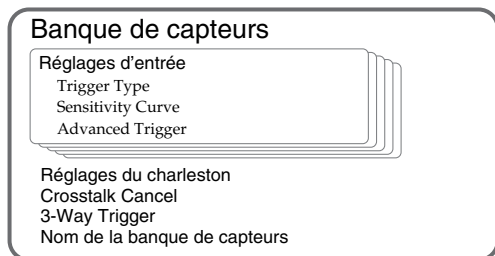 Banque de capteurs
Réglages d’entrée
Trigger Type
Sensitivity Curve
Advanced Trigger
Réglages du charleston
Crosstalk Cancel
3-Way Trigger
Nom de la banque de capteurs